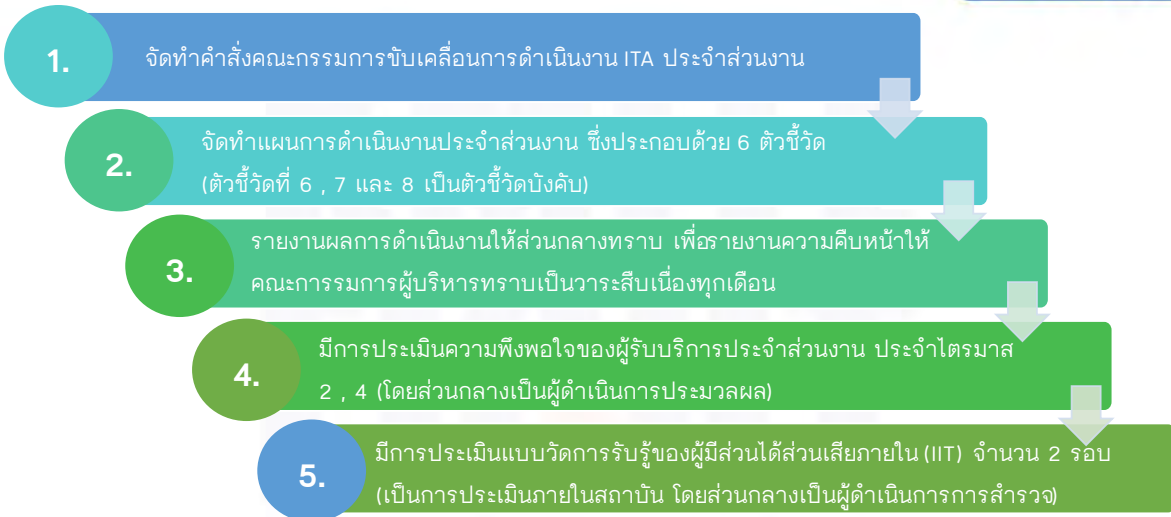 1.
จัดทำคำสั่งคณะกรรมการขับเคลื่อนการดำเนินงาน ITA ประจำส่วนงาน
2.
จัดทำแผนการดำเนินงานประจำส่วนงาน ซึ่งประกอบด้วย 6 ตัวชี้วัด
(ตัวชี้วัดที่ 6 , 7 และ 8 เป็นตัวชี้วัดบังคับ)
3.
รายงานผลการดำเนินงานให้ส่วนกลางทราบ เพื่อรายงานความคืบหน้าให้
คณะการรมการผู้บริหารทราบเป็นวาระสืบเนื่องทุกเดือน
4.
มีการประเมินความพึงพอใจของผู้รับบริการประจำส่วนงาน ประจำไตรมาส
2 , 4 (โดยส่วนกลางเป็นผู้ดำเนินการประมวลผล)
5.
มีการประเมินแบบวัดการรับรู้ของผู้มีส่วนได้ส่วนเสียภายใน (IIT) จำนวน 2 รอบ
(เป็นการประเมินภายในสถาบัน โดยส่วนกลางเป็นผู้ดำเนินการการสำรวจ)